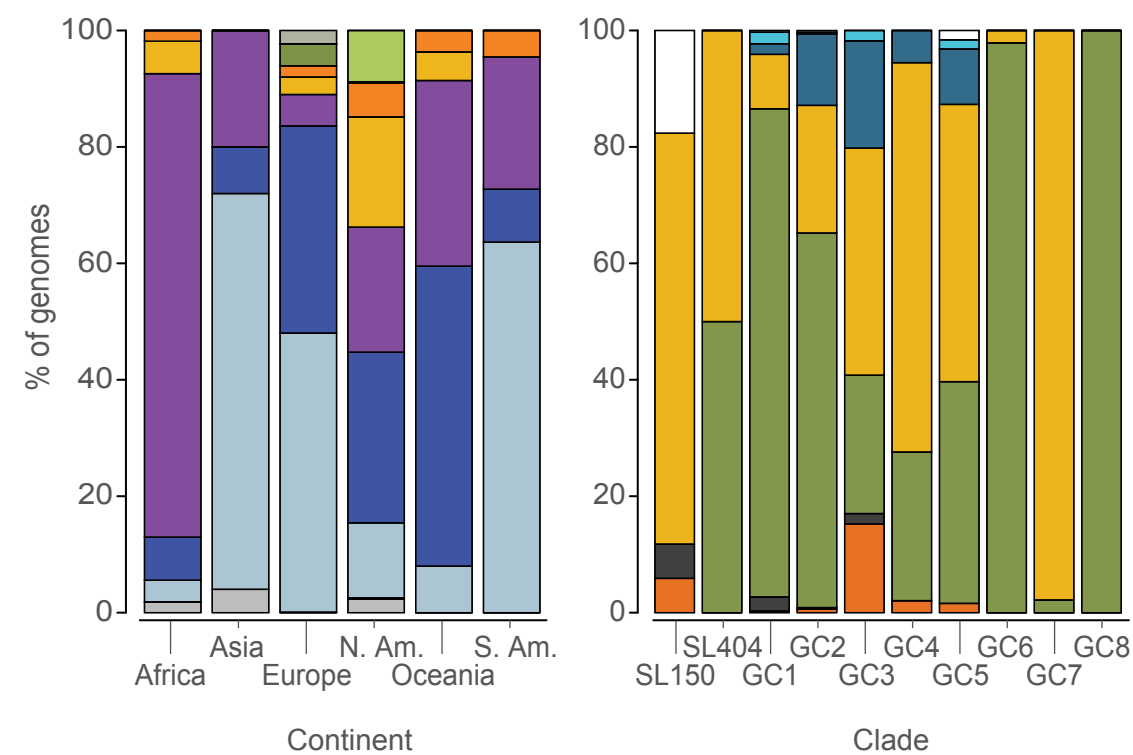 % of genomes
100
80
60
40
20
0
Asia N. Am. S. Am.
Africa Europe Oceania
Continent
100
80
60
40
20
0
SL404 GC2 GC4 GC6 GC8
SL150 GC1 GC3 GC5 GC7
Clade